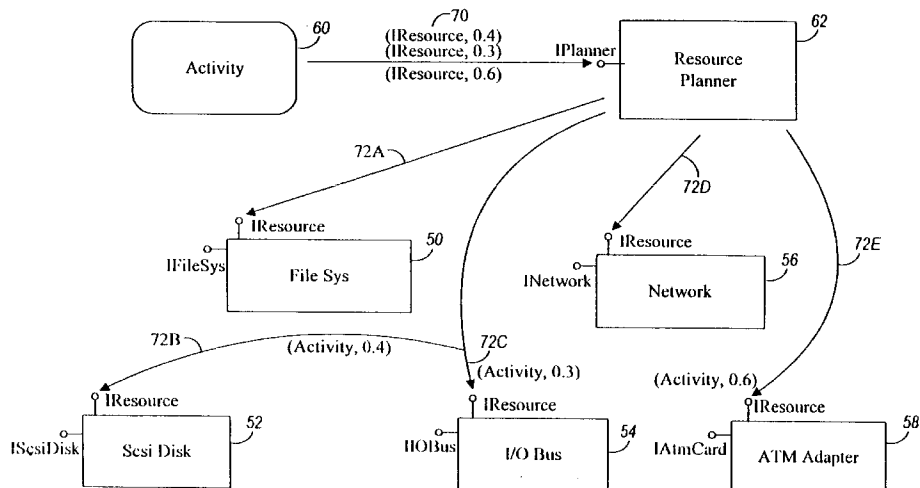 70
60
62
(IResource, 0.4)
(IResource, 0.3)
(IResource, 0.6)
IPlanner
Activity
Resource
Planner
72A
72D
72E
IResource
50
IFileSys
File Sys
IResource
56
INetwork
Network
72B
(Activity, 0.4)
72C
(Activity, 0.3)
(Activity, 0.6)
IResource
52
IScsiDisk
Scsi Disk
IResource
54
IIOBus
I/O Bus
IResource
58
IAtmCard
ATM Adapter